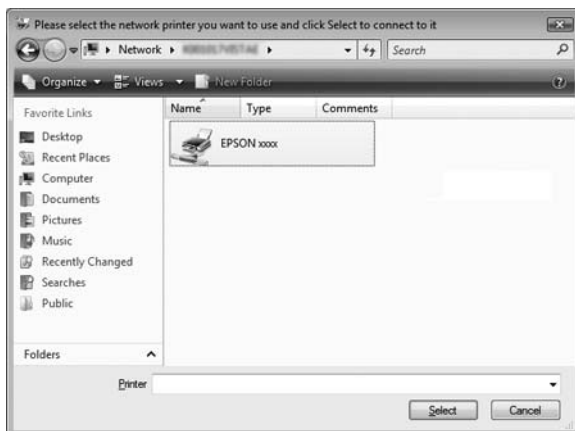 Please select the network printer you want to use and click Select to connect to it
Network
Search
Organize Views New Folder
Favorite Links
Desktop
Recent Places
Computer
Documents
Pictures
Music
Recently Changed
Searches
Public
Folders
Name Type Comments
EPSON xxxx
Printer
Select Cancel